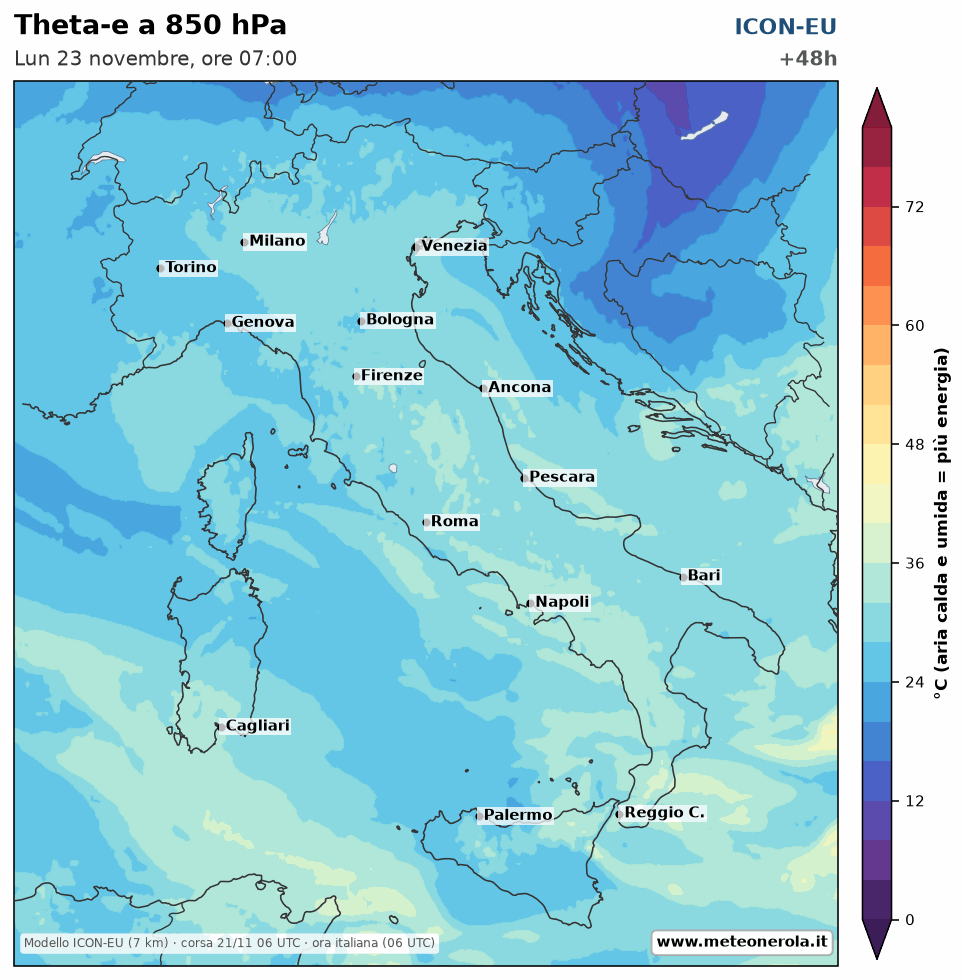 Theta-e a 850 hPa
ICON-EU
Lun 23 novembre, ore 07:00
+48h
Milano
Venezia
Torino
Genova
Bologna
Firenze
Ancona
Pescara
Roma
Bari
Napoli
Cagliari
Palermo
Reggio C.
72
60
48
36
24
12
0
°C (aria calda e umida = più energia)
Modello ICON-EU (7 km) · corsa 21/11 06 UTC · ora italiana (06 UTC)
www.meteonerola.it